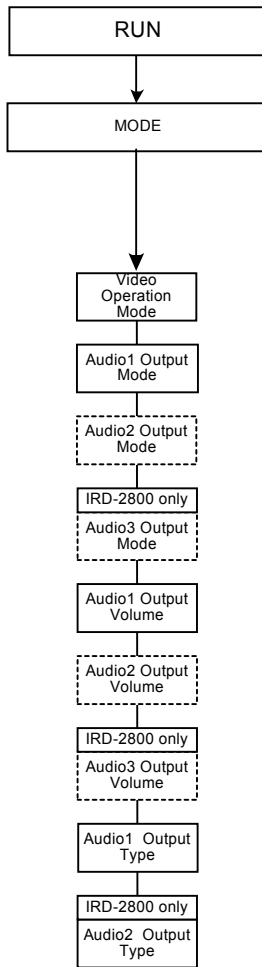 RUN
MODE
Video
Operation
Mode
Audio1 Output
Mode
Audio2 Output
Mode
IRD-2800 only
Audio3 Output
Mode
Audio1 Output
Volume
Audio2 Output
Volume
IRD-2800 only
Audio3 Output
Volume
Audio1 Output
Type
IRD-2800 only
Audio2 Output
Type